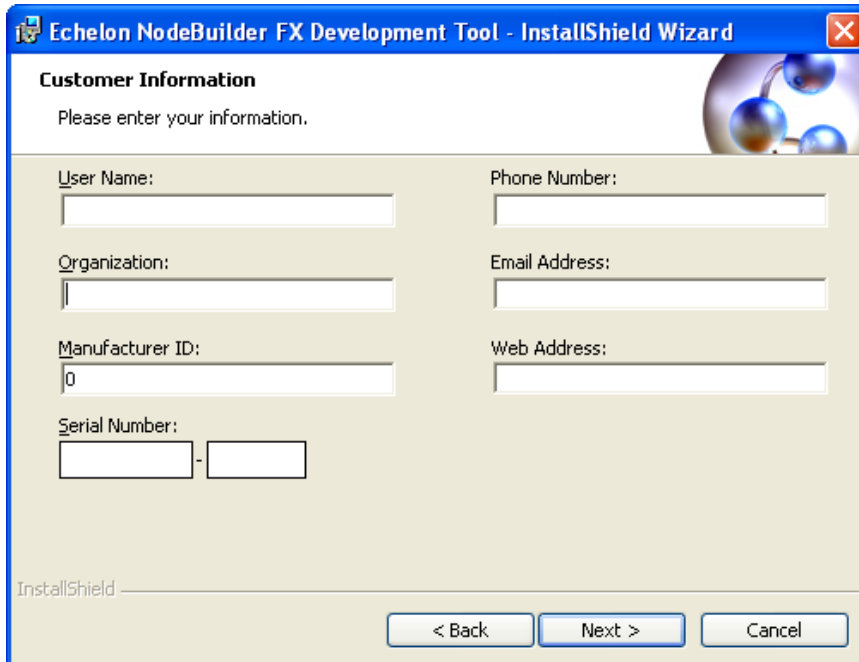 Echelon NodeBuilder FX Development Tool - InstallShield Wizard
Customer Information
Please enter your information.
User Name:
Phone Number:
Organization:
Email Address:
Manufacturer ID:
0
Web Address:
Serial Number:
-
InstallShield
< Back
Next >
Cancel